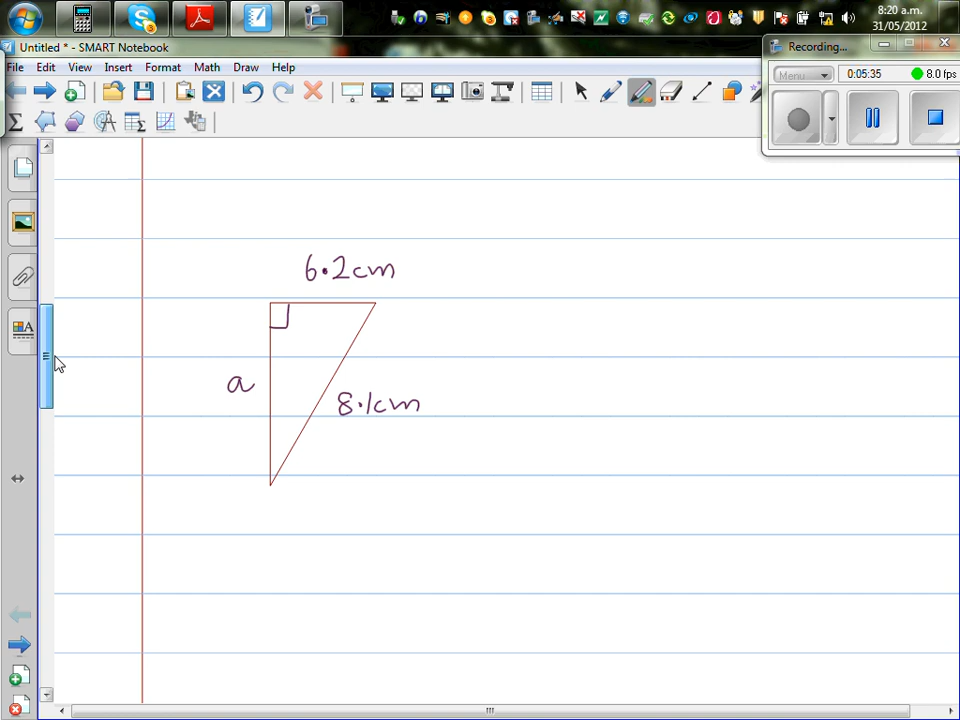 8:20 a.m.
31/05/2012
Untitled * - SMART Notebook
Recording...
File Edit View Insert Format Math Draw Help
Menu 0:05:35 8.0 fps
6.2cm
a
8.1cm